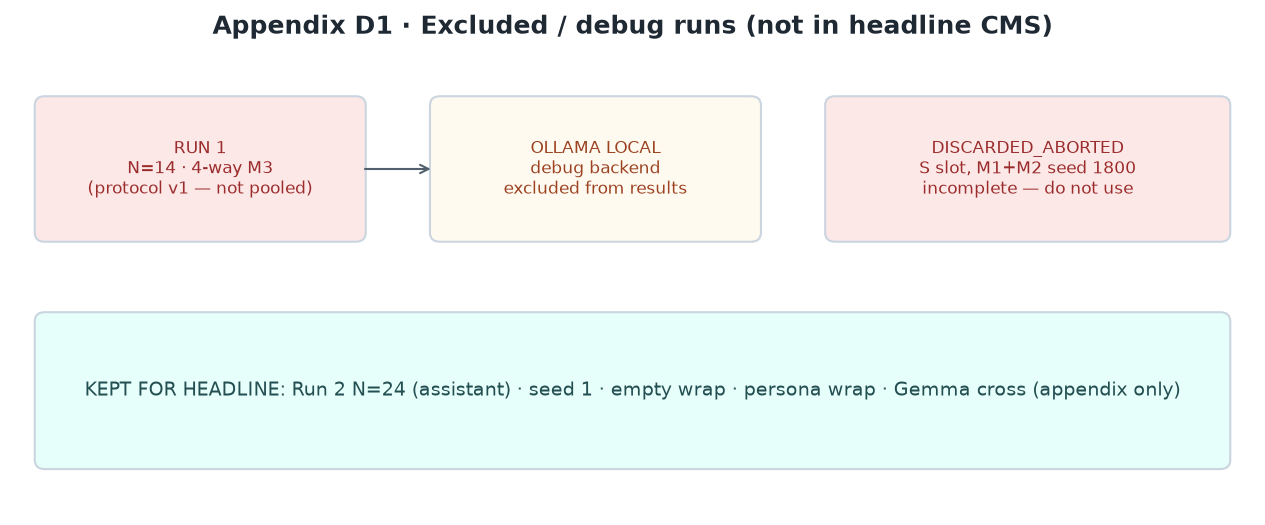 Appendix D1 · Excluded / debug runs (not in headline CMS)
RUN 1
N=14 · 4-way M3
(protocol v1 — not pooled)
OLLAMA LOCAL
debug backend
excluded from results
DISCARDED_ABORTED
S slot, M1+M2 seed 1800
incomplete — do not use
KEPT FOR HEADLINE: Run 2 N=24 (assistant) · seed 1 · empty wrap · persona wrap · Gemma cross (appendix only)